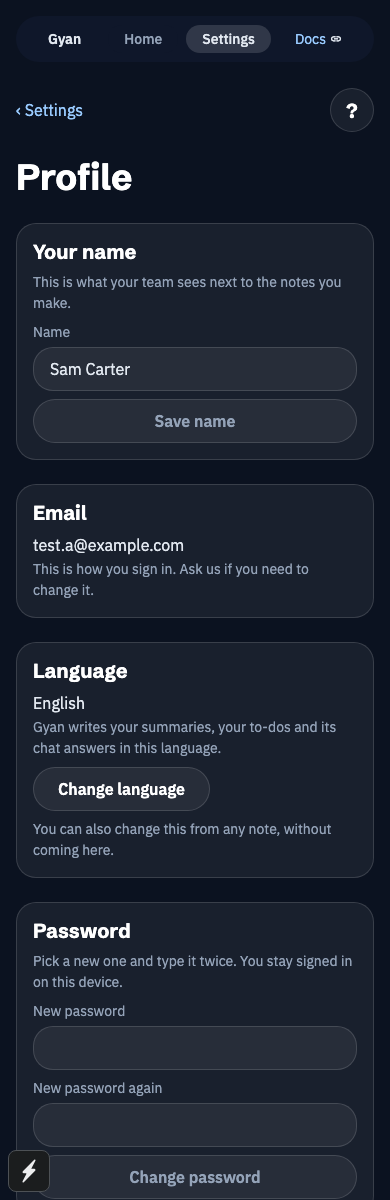 Gyan
Home
Settings
Docs
‹ Settings
?
Profile
Your name
This is what your team sees next to the notes you
make.
Name
Sam Carter
Save name
Email
test.a@example.com
This is how you sign in. Ask us if you need to
change it.
Language
English
Gyan writes your summaries, your to-dos and its
chat answers in this language.
Change language
You can also change this from any note, without
coming here.
Password
Pick a new one and type it twice. You stay signed in
on this device.
New password
New password again
Change password